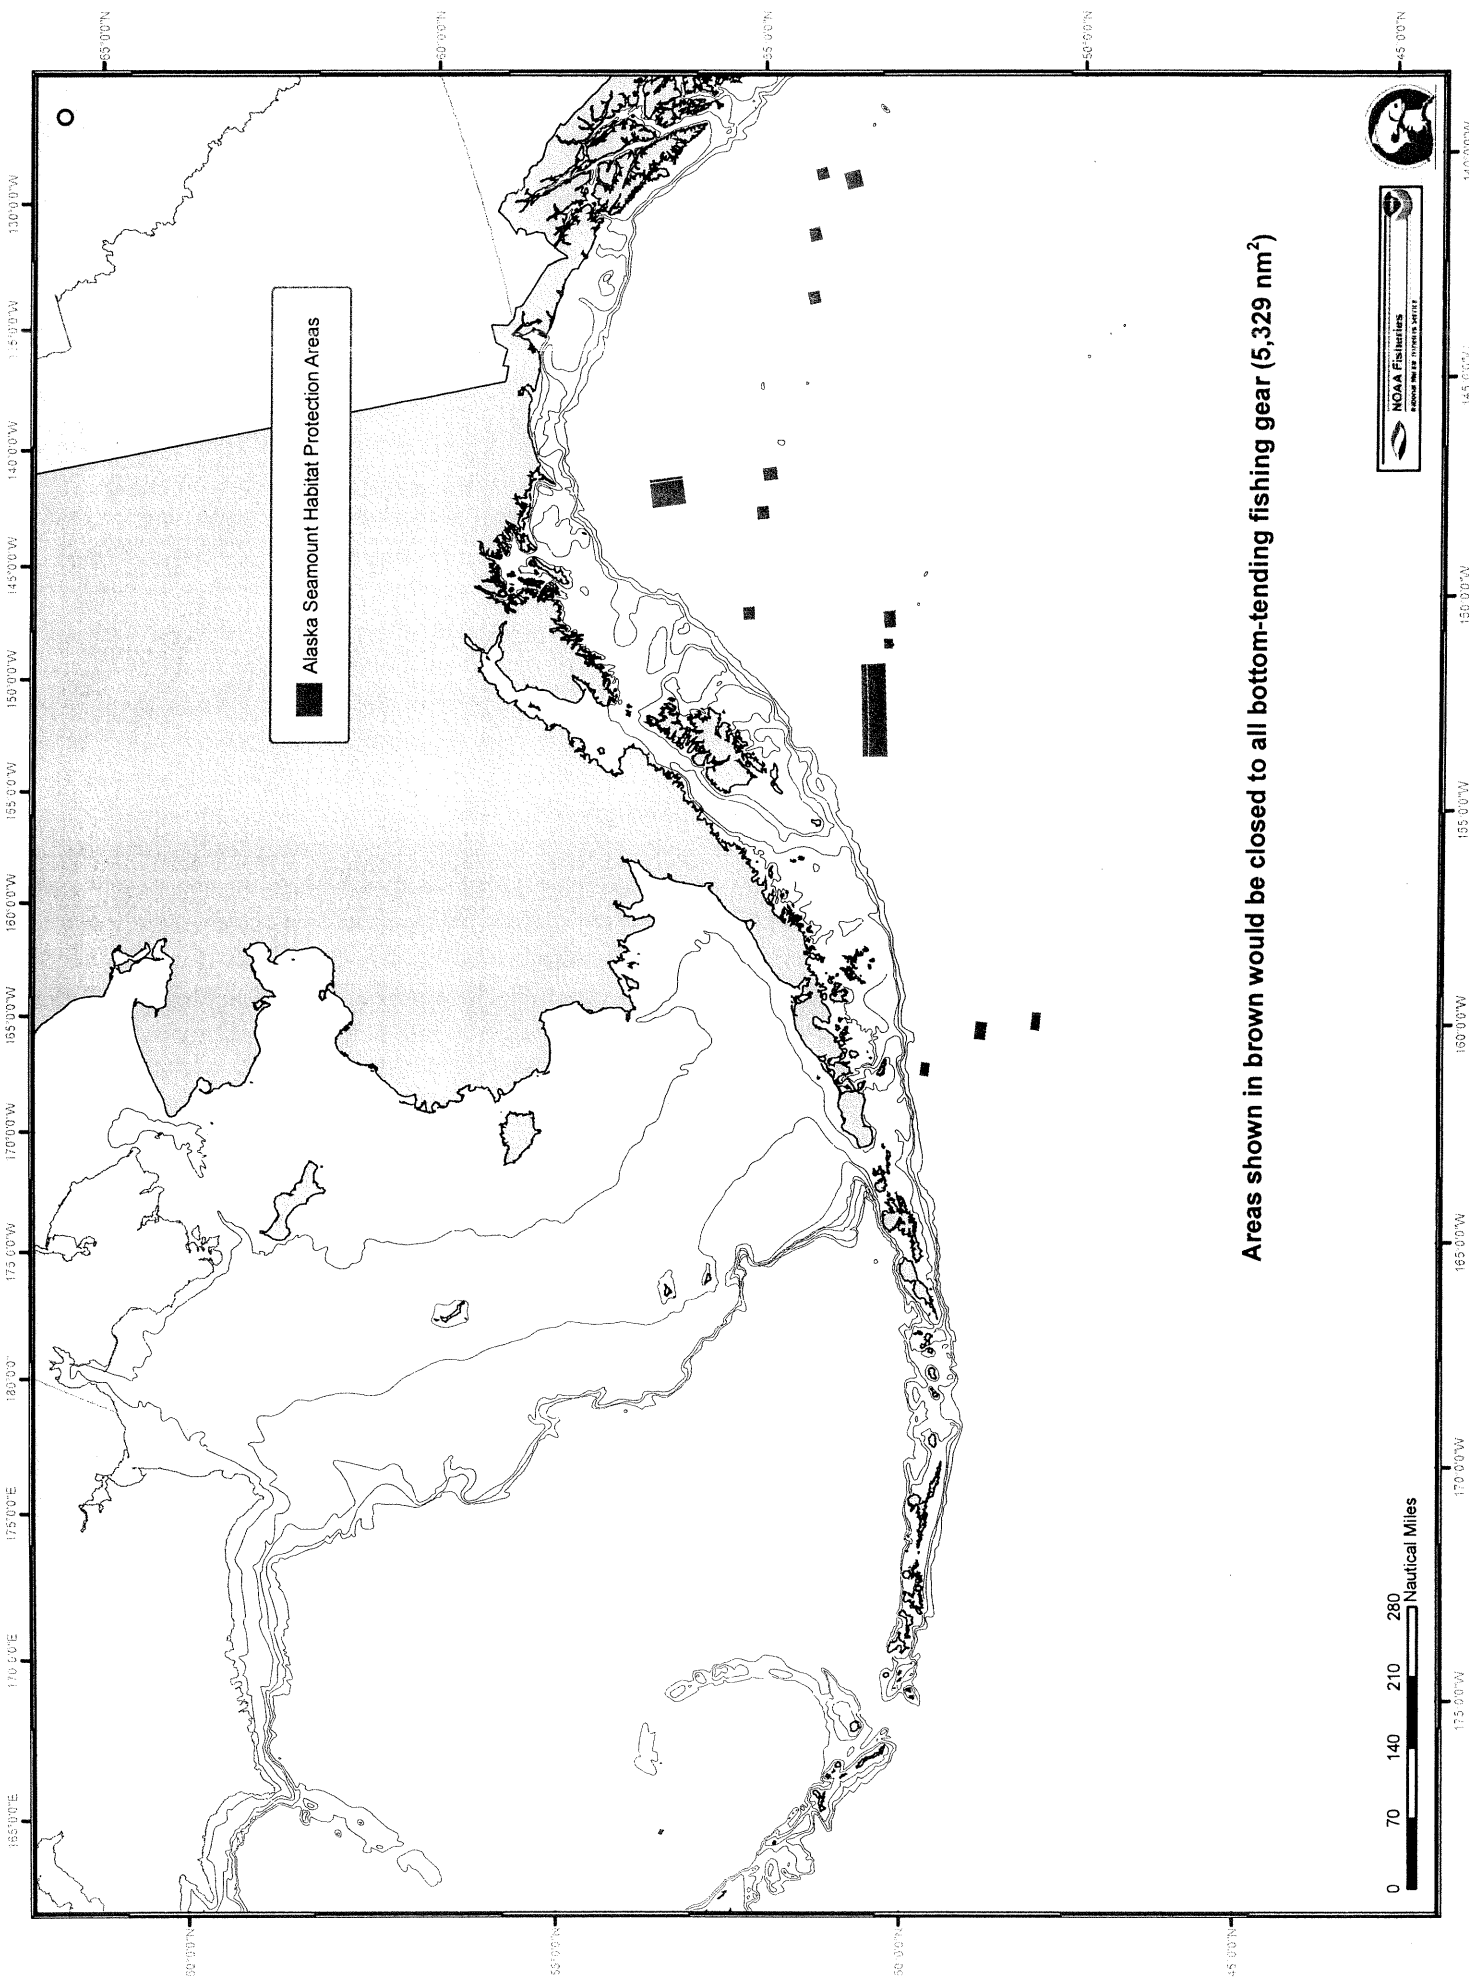 65°0'0"N
60°0'0"N
55°0'0"N
50°0'0"N
45°0'0"N
130°0'0"W
135°0'0"W
140°0'0"W
145°0'0"W
150°0'0"W
155°0'0"W
160°0'0"W
165°0'0"W
170°0'0"W
175°0'0"W
180°0'0"
175°0'0"E
170°0'0"E
165°0'0"E
Alaska Seamount Habitat Protection Areas
Areas shown in brown would be closed to all bottom-tending fishing gear (5,329 nm²)
NOAA Fisheries
0 70 140 210 280
Nautical Miles
140°0'0"W
145°0'0"W
150°0'0"W
155°0'0"W
160°0'0"W
165°0'0"W
170°0'0"W
175°0'0"W
60°0'0"N
55°0'0"N
50°0'0"N
45°0'0"N